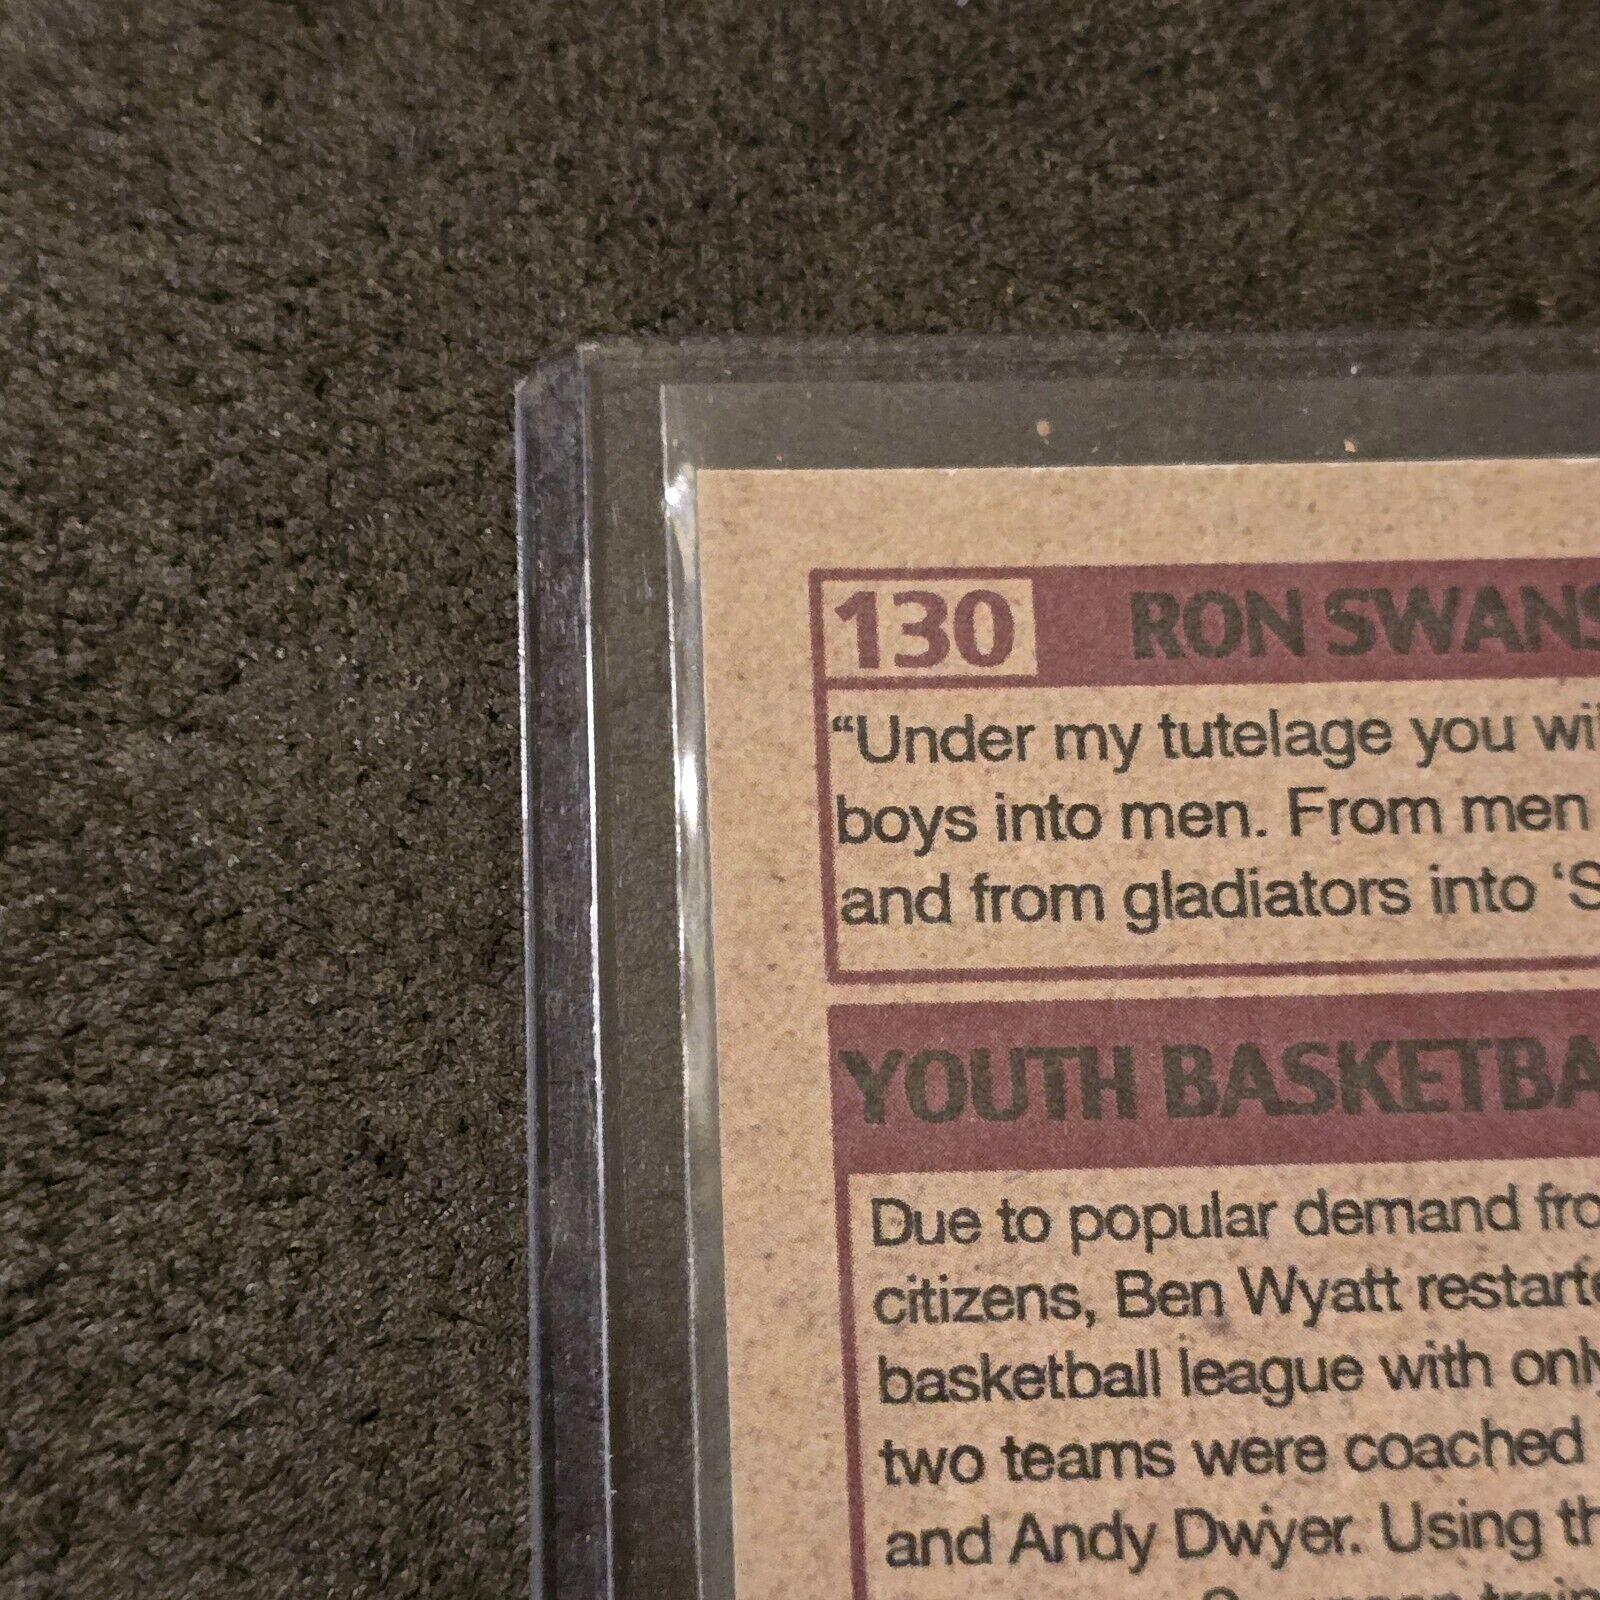 130 RON SWANS
“Under my tutelage you wi
boys into men. From men
and from gladiators into ‘S
YOUTH BASKETBA
Due to popular demand fro
citizens, Ben Wyatt restarte
basketball league with only
two teams were coached
and Andy Dwyer. Using th